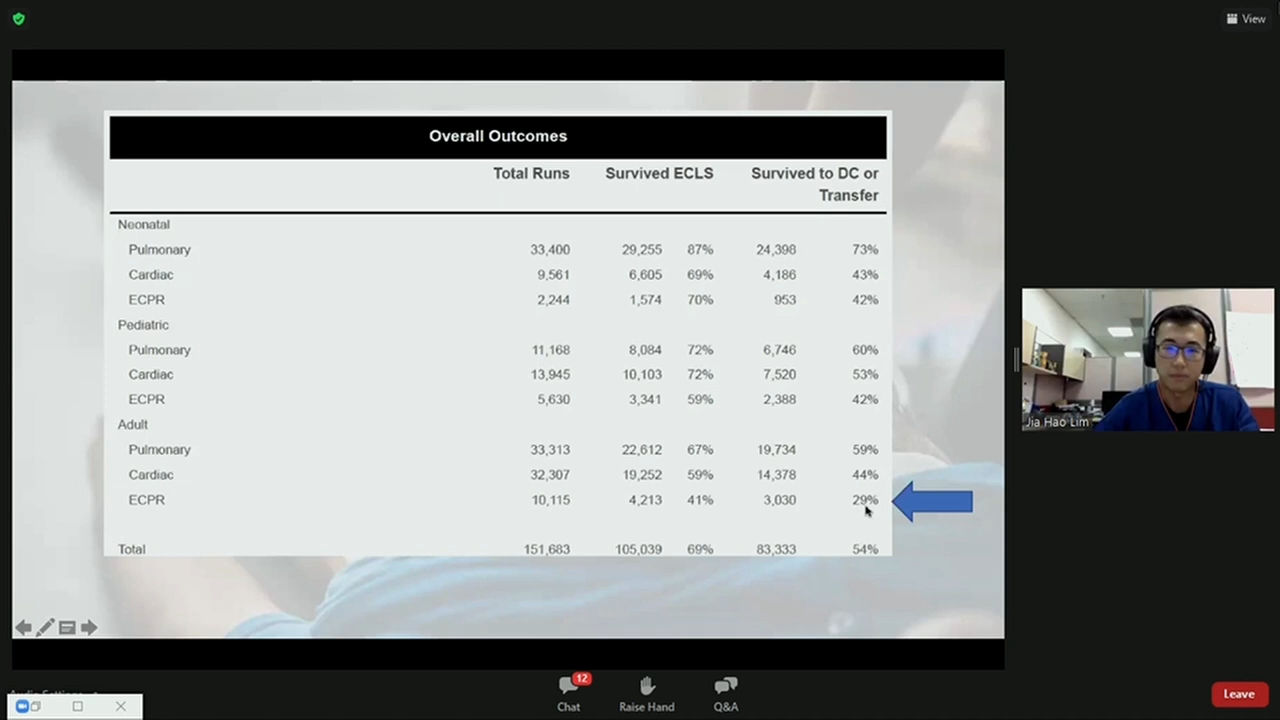 View
Overall Outcomes
Total Runs Survived ECLS Survived to DC or
Transfer
Neonatal
Pulmonary 33,400 29,255 87% 24,398 73%
Cardiac 9,561 6,605 69% 4,186 43%
ECPR 2,244 1,574 70% 953 42%
Pediatric
Pulmonary 11,168 8,084 72% 6,746 60%
Cardiac 13,945 10,103 72% 7,520 53%
ECPR 5,630 3,341 59% 2,388 42%
Adult
Pulmonary 33,313 22,612 67% 19,734 59%
Cardiac 32,307 19,252 59% 14,378 44%
ECPR 10,115 4,213 41% 3,030 29%
Total 151,683 105,039 69% 83,333 54%
Jia Hao Lim
12
Chat Raise Hand Q&A
Leave